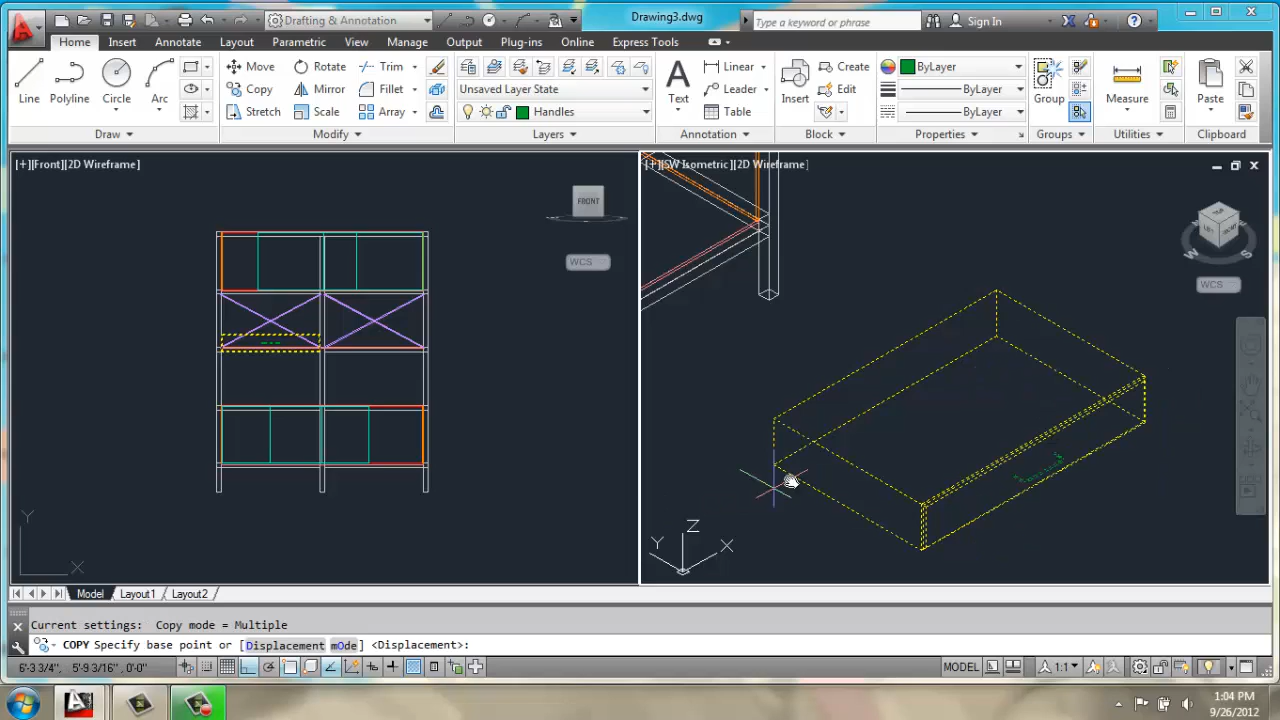 Drafting & Annotation
Drawing3.dwg
Type a keyword or phrase
Sign In
Home Insert Annotate Layout Parametric View Manage Output Plug-ins Online Express Tools
Line Polyline Circle Arc
Move Rotate Trim
Copy Mirror Fillet
Stretch Scale Array
Unsaved Layer State
Handles
Text
Linear
Leader
Table
Insert
Create
Edit
ByLayer
ByLayer
ByLayer
Group
Measure
Paste
Draw Modify Layers Annotation Block Properties Groups Utilities Clipboard
[+][Front][2D Wireframe]
FRONT
WCS
Y
X
[+][SW Isometric][2D Wireframe]
WCS
Z
Y
X
Model Layout1 Layout2
Current settings: Copy mode = Multiple
COPY Specify base point or [Displacement mOde] <Displacement>:
6'-3 3/4", 5'-9 3/16", 0'-0"
MODEL
1:1
1:04 PM
9/26/2012